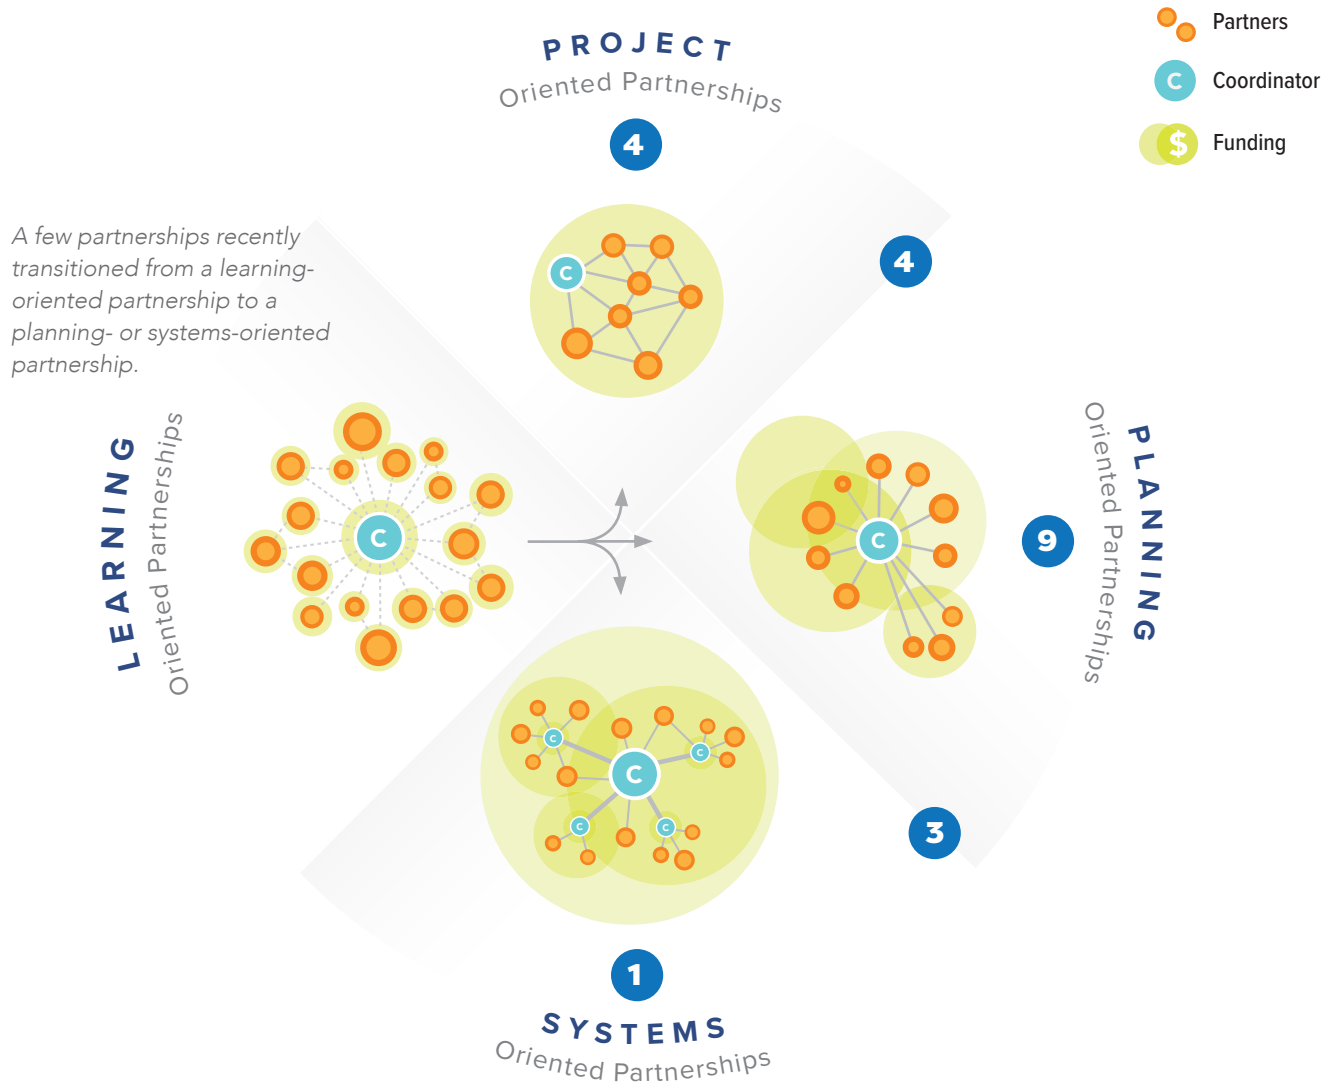 PROJECT
Oriented Partnerships
4
Partners
C
Coordinator
$
Funding
A few partnerships recently
transitioned from a learning-
oriented partnership to a
planning- or systems-oriented
partnership.
4
C
LEARNING
Oriented Partnerships
C
C
9
PLANNING
Oriented Partnerships
C
C
C
C
C
3
1
SYSTEMS
Oriented Partnerships